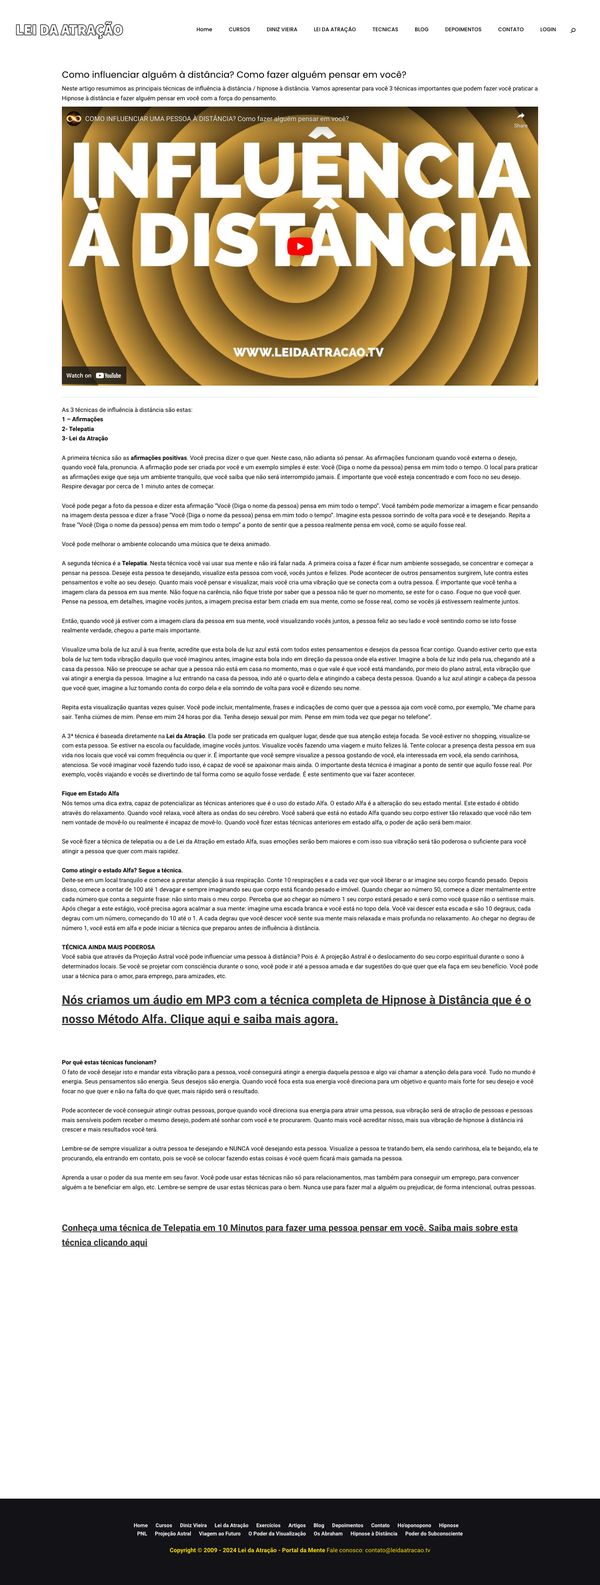 LEI DA ATRAÇÃO
Home CURSOS DINIZ VIEIRA LEI DA ATRAÇÃO TECNICAS BLOG DEPOIMENTOS CONTATO LOGIN
Como influenciar alguém à distância? Como fazer alguém pensar em você?
Neste artigo resumimos as principais técnicas de influência à distância / hipnose à distância. Vamos apresentar para você 3 técnicas importantes que podem fazer você praticar a
Hipnose à distância e fazer alguém pensar em você com a força do pensamento.
COMO INFLUENCIAR UMA PESSOA À DISTÂNCIA? Como fazer alguém pensar em você?
Share
INFLUÊNCIA
À DISTÂNCIA
WWW.LEIDAATRACAO.TV
Watch on YouTube
As 3 técnicas de influência à distância são estas:
1 – Afirmações
2- Telepatia
3- Lei da Atração
A primeira técnica são as afirmações positivas. Você precisa dizer o que quer. Neste caso, não adianta só pensar. As afirmações funcionam quando você externa o desejo,
quando você fala, pronuncia. A afirmação pode ser criada por você e um exemplo simples é este: Você (Diga o nome da pessoa) pensa em mim todo o tempo. O local para praticar
as afirmações exige que seja um ambiente tranquilo, que você saiba que não será interrompido jamais. É importante que você esteja concentrado e com foco no seu desejo.
Respire devagar por cerca de 1 minuto antes de começar.
Você pode pegar a foto da pessoa e dizer esta afirmação "Você (Diga o nome da pessoa) pensa em mim todo o tempo". Você também pode memorizar a imagem e ficar pensando
na imagem desta pessoa e dizer a frase "Você (Diga o nome da pessoa) pensa em mim todo o tempo". Imagine esta pessoa sorrindo de volta para você e te desejando. Repita a
frase "Você (Diga o nome da pessoa) pensa em mim todo o tempo" a ponto de sentir que a pessoa realmente pensa em você, como se aquilo fosse real.
Você pode melhorar o ambiente colocando uma música que te deixa animado.
A segunda técnica é a Telepatia. Nesta técnica você vai usar sua mente e não irá falar nada. A primeira coisa a fazer é ficar num ambiente sossegado, se concentrar e começar a
pensar na pessoa. Deseje esta pessoa te desejando, visualize esta pessoa com você, vocês juntos e felizes. Pode acontecer de outros pensamentos surgirem, lute contra estes
pensamentos e volte ao seu desejo. Quanto mais você pensar e visualizar, mais você cria uma vibração que se conecta com a outra pessoa. É importante que você tenha a
imagem clara da pessoa em sua mente. Não foque na carência, não fique triste por saber que a pessoa não te quer no momento, se este for o caso. Foque no que você quer.
Pense na pessoa, em detalhes, imagine vocês juntos, a imagem precisa estar bem criada em sua mente, como se fosse real, como se vocês já estivessem realmente juntos.
Então, quando você já estiver com a imagem clara da pessoa em sua mente, você visualizando vocês juntos, a pessoa feliz ao seu lado e você sentindo como se isto fosse
realmente verdade, chegou a parte mais importante.
Visualize uma bola de luz azul à sua frente, acredite que esta bola de luz azul está com todos estes pensamentos e desejos da pessoa ficar contigo. Quando estiver certo que esta
bola de luz tem toda vibração daquilo que você imaginou antes, imagine esta bola indo em direção da pessoa onde ela estiver. Imagine a bola de luz indo pela rua, chegando até a
casa da pessoa. Não se preocupe se achar que a pessoa não está em casa no momento, mas o que vale é que você está mandando, por meio do plano astral, esta vibração que
vai atingir a energia da pessoa. Imagine a luz entrando na casa da pessoa, indo até o quarto dela e atingindo a cabeça desta pessoa. Quando a luz azul atingir a cabeça da pessoa
que você quer, imagine a luz tomando conta do corpo dela e ela sorrindo de volta para você e dizendo seu nome.
Repita esta visualização quantas vezes quiser. Você pode incluir, mentalmente, frases e indicações de como quer que a pessoa aja com você como, por exemplo, "Me chame para
sair. Tenha ciúmes de mim. Pense em mim 24 horas por dia. Tenha desejo sexual por mim. Pense em mim toda vez que pegar no telefone".
A 3ª técnica é baseada diretamente na Lei da Atração. Ela pode ser praticada em qualquer lugar, desde que sua atenção esteja focada. Se você estiver no shopping, visualize-se
com esta pessoa. Se estiver na escola ou faculdade, imagine vocês juntos. Visualize vocês fazendo uma viagem e muito felizes lá. Tente colocar a presença desta pessoa em sua
vida nos locais que você vai comm frequência ou quer ir. É importante que você sempre visualize a pessoa gostando de você, ela interessada em você, ela sendo carinhosa,
atenciosa. Se você imaginar você fazendo tudo isso, é capaz de você se apaixonar mais ainda. O importante desta técnica é imaginar a ponto de sentir que aquilo fosse real. Por
exemplo, vocês viajando e vocês se divertindo de tal forma como se aquilo fosse verdade. É este sentimento que vai fazer acontecer.
Fique em Estado Alfa
Nós temos uma dica extra, capaz de potencializar as técnicas anteriores que é o uso do estado Alfa. O estado Alfa é a alteração do seu estado mental. Este estado é obtido
através do relaxamento. Quando você relaxa, você altera as ondas do seu cérebro. Você saberá que está no estado Alfa quando seu corpo estiver tão relaxado que você não tem
nem vontade de movê-lo ou realmente é incapaz de movê-lo. Quando você fizer estas técnicas anteriores em estado alfa, o poder de ação será bem maior.
Se você fizer a técnica de telepatia ou a de Lei da Atração em estado Alfa, suas emoções serão bem maiores e com isso sua vibração será tão poderosa o suficiente para você
atingir a pessoa que quer com mais rapidez.
Como atingir o estado Alfa? Segue a técnica.
Deite-se em um local tranquilo e comece a prestar atenção à sua respiração. Conte 10 respirações e a cada vez que você liberar o ar imagine seu corpo ficando pesado. Depois
disso, comece a contar de 100 até 1 devagar e sempre imaginando seu que corpo está ficando pesado e imóvel. Quando chegar ao número 50, comece a dizer mentalmente entre
cada número que conta a seguinte frase: não sinto mais o meu corpo. Perceba que ao chegar ao número 1 seu corpo estará pesado e será como você quase não o sentisse mais.
Após chegar a este estágio, você precisa agora acalmar a sua mente: imagine uma escada branca e você está no topo dela. Você vai descer esta escada e são 10 degraus, cada
degrau com um número, começando do 10 até o 1. A cada degrau que você descer você sente sua mente mais relaxada e mais profunda no relaxamento. Ao chegar no degrau de
número 1, você está em alfa e pode iniciar a técnica que preparou antes de influência à distância.
TÉCNICA AINDA MAIS PODEROSA
Você sabia que através da Projeção Astral você pode influenciar uma pessoa à distância? Pois é. A projeção Astral é o deslocamento do seu corpo espiritual durante o sono à
determinados locais. Se você se projetar com consciência durante o sono, você pode ir até a pessoa amada e dar sugestões do que quer que ela faça em seu benefício. Você pode
usar a técnica para o amor, para emprego, para amizades, etc.
Nós criamos um áudio em MP3 com a técnica completa de Hipnose à Distância que é o
nosso Método Alfa. Clique aqui e saiba mais agora.
Por quê estas técnicas funcionam?
O fato de você desejar isto e mandar esta vibração para a pessoa, você conseguirá atingir a energia daquela pessoa e algo vai chamar a atenção dela para você. Tudo no mundo é
energia. Seus pensamentos são energia. Seus desejos são energia. Quando você foca esta sua energia você direciona para um objetivo e quanto mais forte for seu desejo e você
focar no que quer e não na falta do que quer, mais rápido será o resultado.
Pode acontecer de você conseguir atingir outras pessoas, porque quando você direciona sua energia para atrair uma pessoa, sua vibração será de atração de pessoas e pessoas
mais sensíveis podem receber o mesmo desejo, podem até sonhar com você e te procurarem. Quanto mais você acreditar nisso, mais sua vibração de hipnose à distância irá
crescer e mais resultados você terá.
Lembre-se de sempre visualizar a outra pessoa te desejando e NUNCA você desejando esta pessoa. Visualize a pessoa te tratando bem, ela sendo carinhosa, ela te beijando, ela te
procurando, ela entrando em contato, pois se você se colocar fazendo estas coisas é você quem ficará mais gamada na pessoa.
Aprenda a usar o poder da sua mente em seu favor. Você pode usar estas técnicas não só para relacionamentos, mas também para conseguir um emprego, para convencer
alguém a te beneficiar em algo, etc. Lembre-se sempre de usar estas técnicas para o bem. Nunca use para fazer mal a alguém ou prejudicar, de forma intencional, outras pessoas.
Conheça uma técnica de Telepatia em 10 Minutos para fazer uma pessoa pensar em você. Saiba mais sobre esta
técnica clicando aqui
Home Cursos Diniz Vieira Lei da Atração Exercícios Artigos Blog Depoimentos Contato Ho'oponopono Hipnose
PNL Projeção Astral Viagem ao Futuro O Poder da Visualização Os Abraham Hipnose à Distância Poder do Subconsciente
Copyright © 2009 - 2024 Lei da Atração - Portal da Mente Fale conosco: contato@leidaatracao.tv